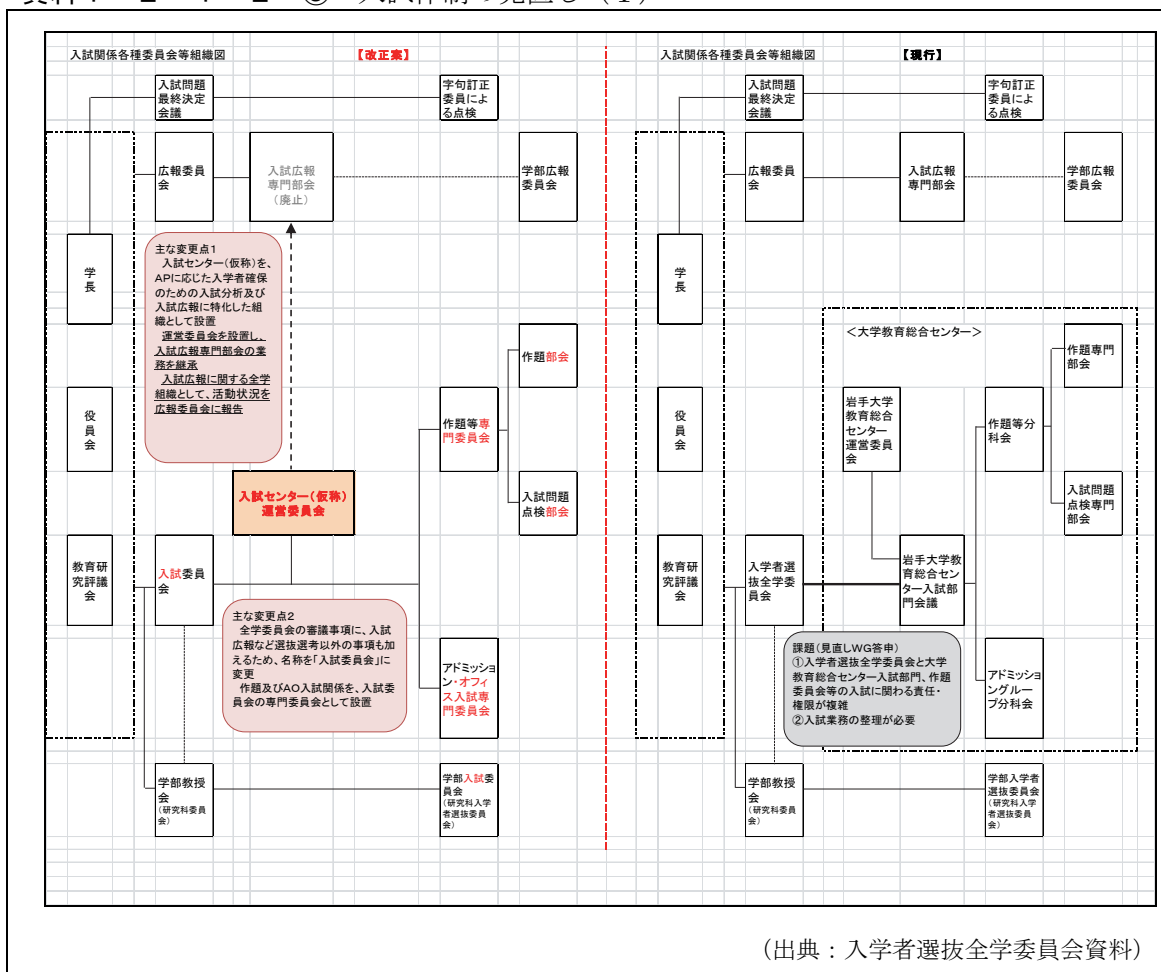 入試関係各種委員会等組織図
【改正案】
入試問題
最終決定
会議
字句訂正
委員によ
る点検
広報委員
会
入試広報
専門部会
（廃止）
学部広報
委員会
主な変更点1
入試センター（仮称）を、
APに応じた入学者確保
のための入試分析及び
入試広報に特化した組
織として設置
運営委員会を設置し、
入試広報専門部会の業
務を継承
入試広報に関する全学
組織として、活動状況を
広報委員会に報告
学
長
役
員
会
教育研
究評議
会
作題部会
作題等専
門委員会
入試問題
点検部会
入試センター（仮称）
運営委員会
入試委員
会
主な変更点2
全学委員会の審議事項に、入試
広報など選抜選考以外の事項も加
えるため、名称を「入試委員会」に
変更
作題及びAO入試関係を、入試委
員会の専門委員会として設置
アドミッショ
ン・オフィ
ス入試専
門委員会
学部教授
会
（研究科委員
会）
学部入試委
員会
（研究科入学
者選抜委員
会）
入試関係各種委員会等組織図
【現行】
入試問題
最終決定
会議
字句訂正
委員によ
る点検
広報委員
会
入試広報
専門部会
学部広報
委員会
学
長
役
員
会
教育研
究評議
会
＜大学教育総合センター＞
作題専門
部会
岩手大学
教育総合
センター
運営委員
会
作題等分
科会
入試問題
点検専門
部会
入学者選
抜全学委
員会
岩手大学教
育総合セン
ター入試部
門会議
課題（見直しWG答申）
①入学者選抜全学委員会と大学
教育総合センター入試部門、作題
委員会等の入試に関わる責任・
権限が複雑
②入試業務の整理が必要
アドミッショ
ングループ
分科会
学部教授
会
（研究科委員
会）
学部入学者
選抜委員会
（研究科入学
者選抜委員
会）
（出典：入学者選抜全学委員会資料）